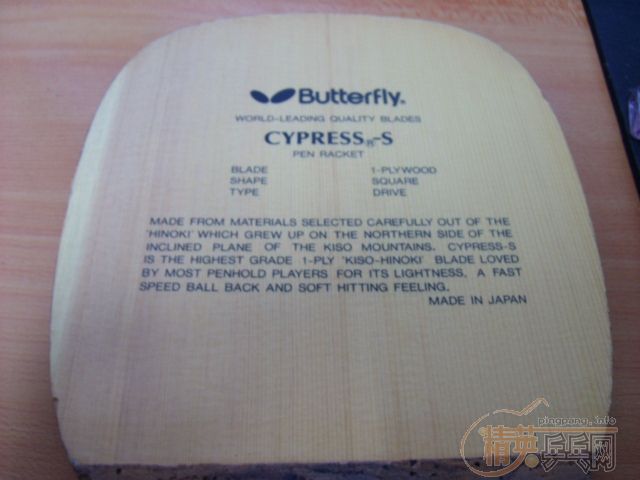 Butterfly®
WORLD-LEADING QUALITY BLADES
CYPRESS®-S
PEN RACKET
BLADE 1-PLYWOOD
SHAPE SQUARE
TYPE DRIVE
MADE FROM MATERIALS SELECTED CAREFULLY OUT OF THE
'HINOKI' WHICH GREW UP ON THE NORTHERN SIDE OF THE
INCLINED PLANE OF THE KISO MOUNTAINS. CYPRESS-S
IS THE HIGHEST GRADE 1-PLY 'KISO-HINOKI' BLADE LOVED
BY MOST PENHOLD PLAYERS FOR ITS LIGHTNESS, A FAST
SPEED BALL BACK AND SOFT HITTING FEELING.
MADE IN JAPAN
pingpang.info
精英乒乓网